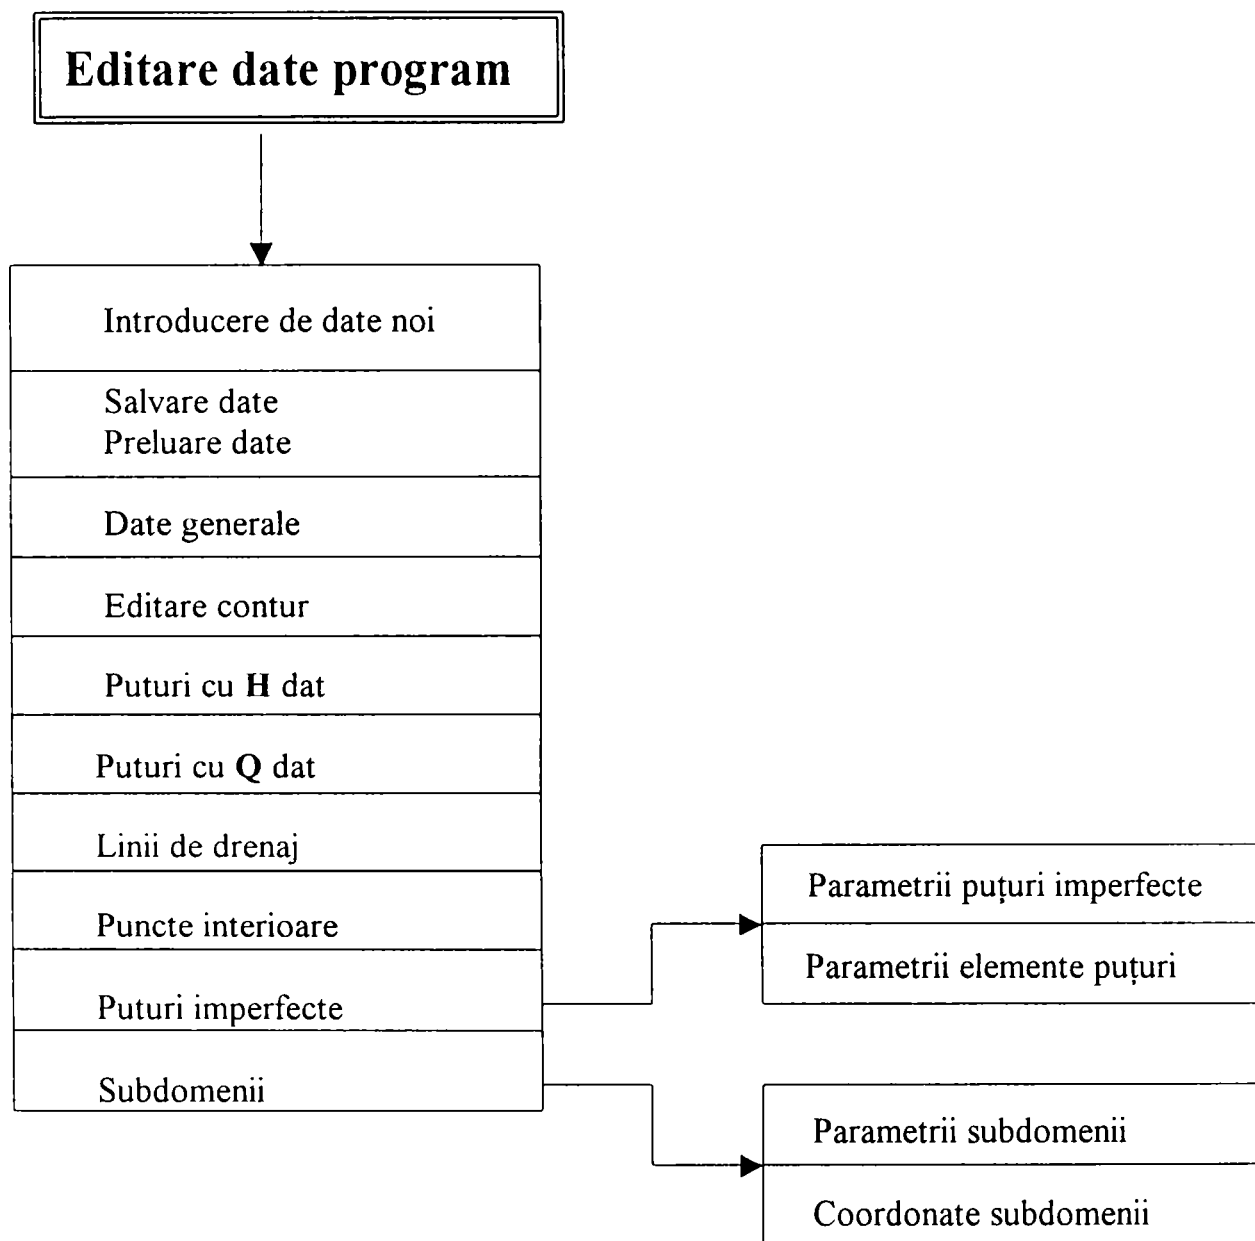 Editare date program
Introducere de date noi
Salvare date
Preluare date
Date generale
Editare contur
Puturi cu H dat
Puturi cu Q dat
Linii de drenaj
Puncte interioare
Puturi imperfecte
Subdomenii
Parametrii puțuri imperfecte
Parametrii elemente puțuri
Parametrii subdomenii
Coordonate subdomenii